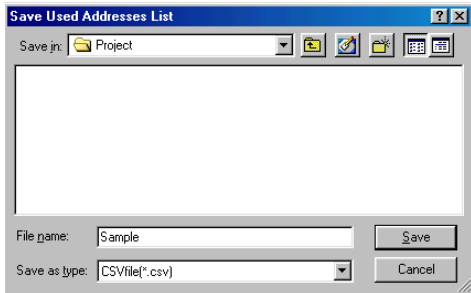 Save Used Addresses List
Save in: Project
File name: Sample Save
Save as type: CSVfile(*.csv) Cancel